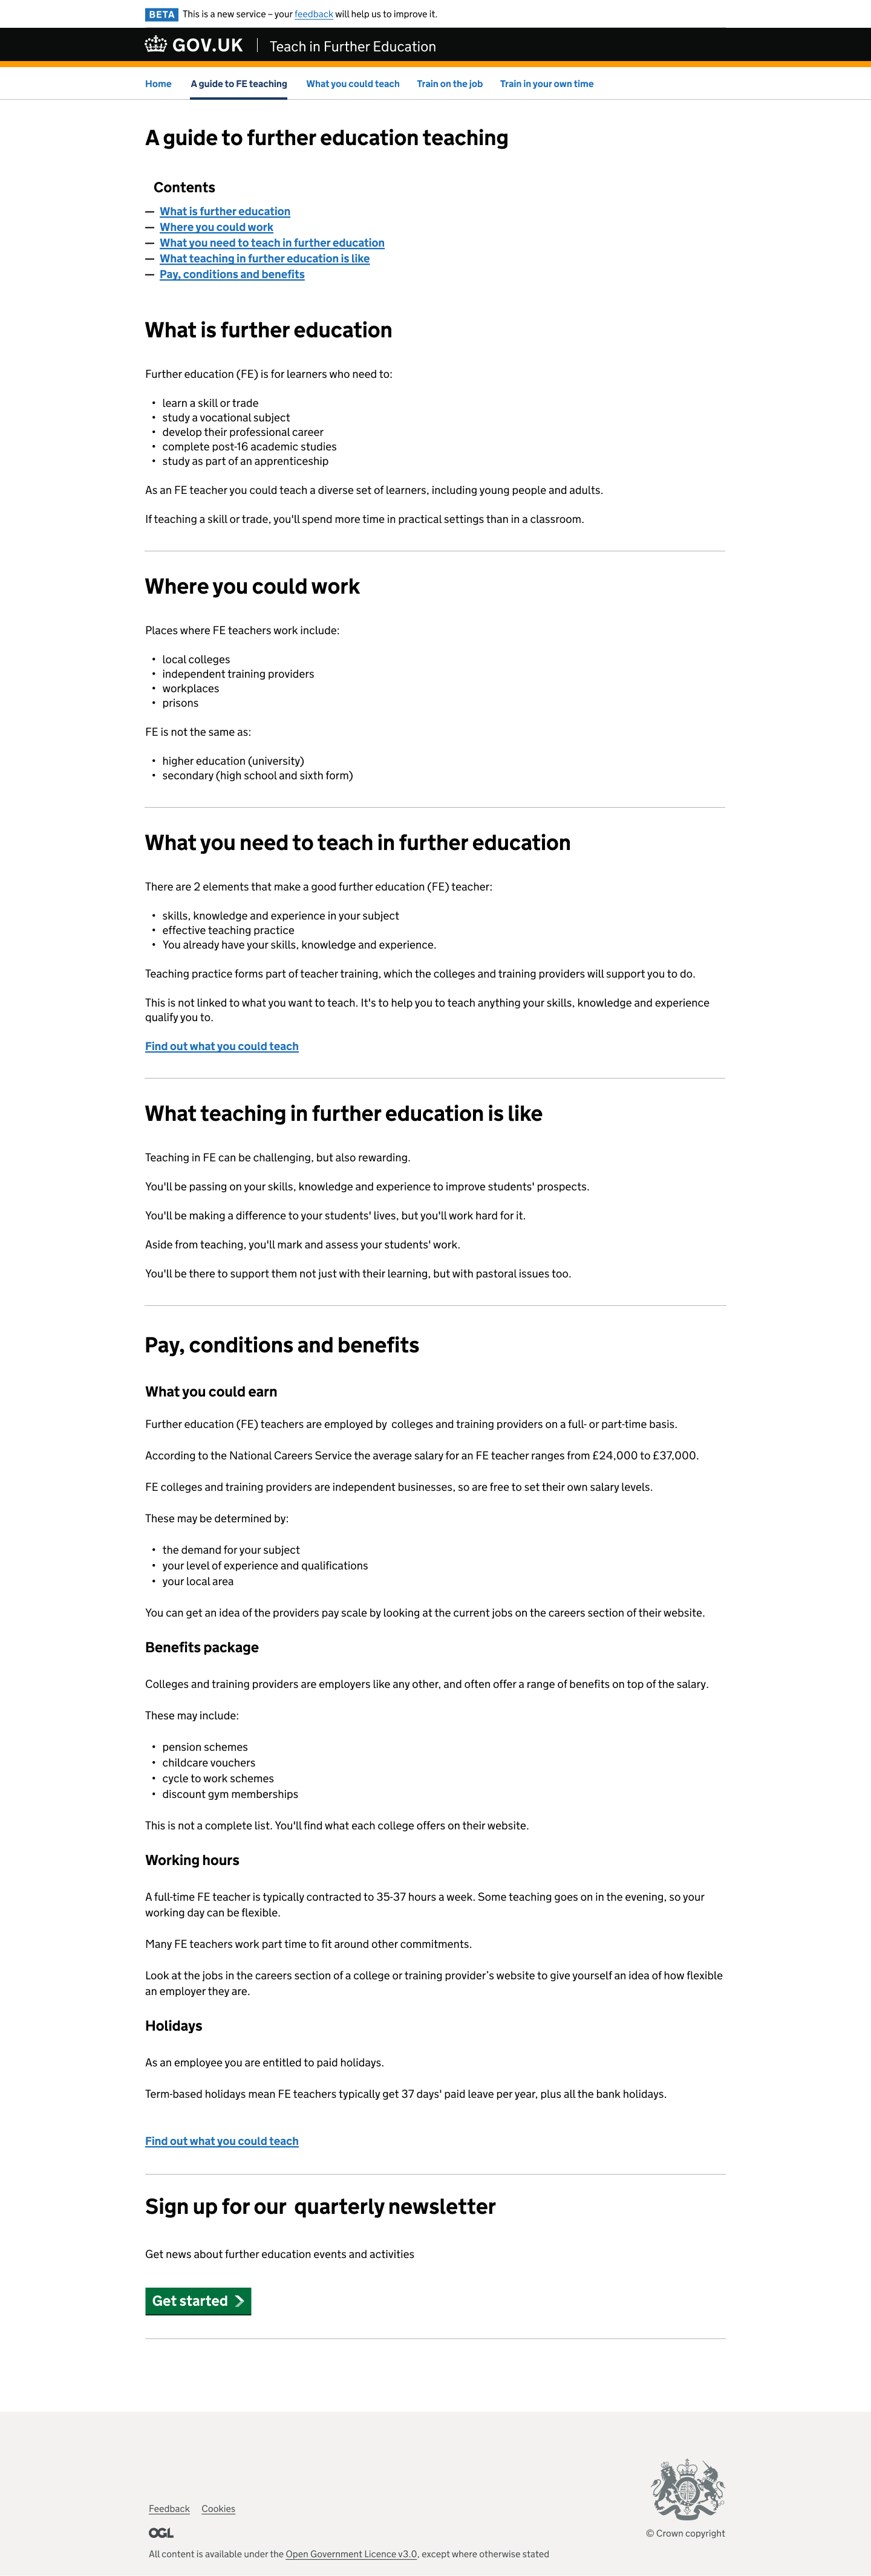 BETA This is a new service – your feedback will help us to improve it.
GOV.UK Teach in Further Education
Home A guide to FE teaching What you could teach Train on the job Train in your own time
A guide to further education teaching
Contents
— What is further education
— Where you could work
— What you need to teach in further education
— What teaching in further education is like
— Pay, conditions and benefits
What is further education
Further education (FE) is for learners who need to:
• learn a skill or trade
• study a vocational subject
• develop their professional career
• complete post-16 academic studies
• study as part of an apprenticeship
As an FE teacher you could teach a diverse set of learners, including young people and adults.
If teaching a skill or trade, you'll spend more time in practical settings than in a classroom.
Where you could work
Places where FE teachers work include:
• local colleges
• independent training providers
• workplaces
• prisons
FE is not the same as:
• higher education (university)
• secondary (high school and sixth form)
What you need to teach in further education
There are 2 elements that make a good further education (FE) teacher:
• skills, knowledge and experience in your subject
• effective teaching practice
• You already have your skills, knowledge and experience.
Teaching practice forms part of teacher training, which the colleges and training providers will support you to do.
This is not linked to what you want to teach. It's to help you to teach anything your skills, knowledge and experience
qualify you to.
Find out what you could teach
What teaching in further education is like
Teaching in FE can be challenging, but also rewarding.
You'll be passing on your skills, knowledge and experience to improve students' prospects.
You'll be making a difference to your students' lives, but you'll work hard for it.
Aside from teaching, you'll mark and assess your students' work.
You'll be there to support them not just with their learning, but with pastoral issues too.
Pay, conditions and benefits
What you could earn
Further education (FE) teachers are employed by  colleges and training providers on a full- or part-time basis.
According to the National Careers Service the average salary for an FE teacher ranges from £24,000 to £37,000.
FE colleges and training providers are independent businesses, so are free to set their own salary levels.
These may be determined by:
• the demand for your subject
• your level of experience and qualifications
• your local area
You can get an idea of the providers pay scale by looking at the current jobs on the careers section of their website.
Benefits package
Colleges and training providers are employers like any other, and often offer a range of benefits on top of the salary.
These may include:
• pension schemes
• childcare vouchers
• cycle to work schemes
• discount gym memberships
This is not a complete list. You'll find what each college offers on their website.
Working hours
A full-time FE teacher is typically contracted to 35-37 hours a week. Some teaching goes on in the evening, so your
working day can be flexible.
Many FE teachers work part time to fit around other commitments.
Look at the jobs in the careers section of a college or training provider's website to give yourself an idea of how flexible
an employer they are.
Holidays
As an employee you are entitled to paid holidays.
Term-based holidays mean FE teachers typically get 37 days' paid leave per year, plus all the bank holidays.
Find out what you could teach
Sign up for our  quarterly newsletter
Get news about further education events and activities
Get started
Feedback Cookies
OGL
© Crown copyright
All content is available under the Open Government Licence v3.0, except where otherwise stated